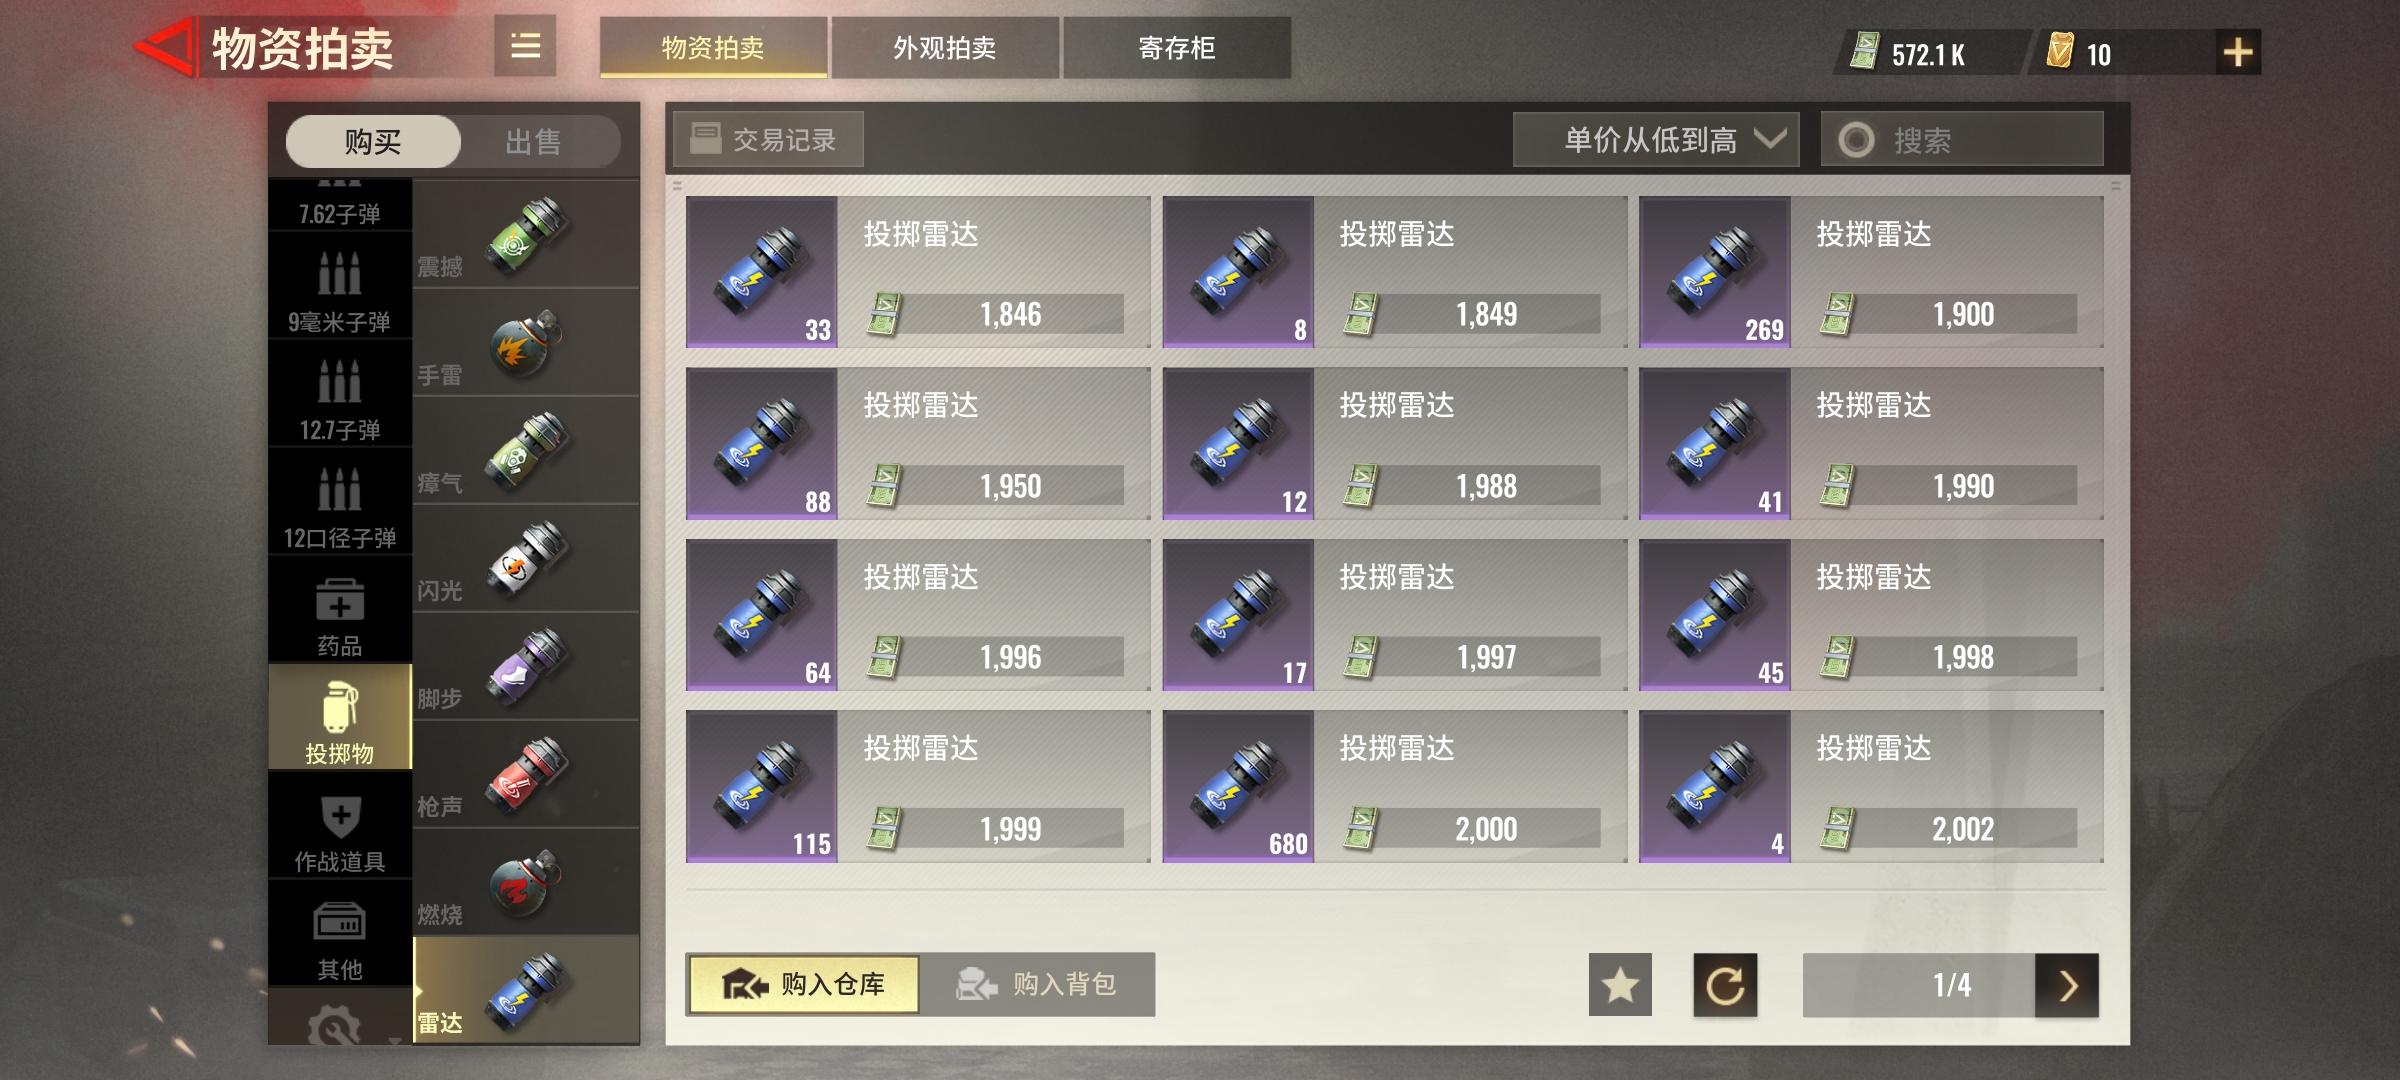 物资拍卖
物资拍卖
外观拍卖
寄存柜
572.1 K
10
购买
出售
交易记录
单价从低到高
搜索
7.62子弹
9毫米子弹
12.7子弹
12口径子弹
药品
投掷物
作战道具
其他
震撼
手雷
瘴气
闪光
脚步
枪声
燃烧
雷达
投掷雷达
33
1,846
投掷雷达
8
1,849
投掷雷达
269
1,900
投掷雷达
88
1,950
投掷雷达
12
1,988
投掷雷达
41
1,990
投掷雷达
64
1,996
投掷雷达
17
1,997
投掷雷达
45
1,998
投掷雷达
115
1,999
投掷雷达
680
2,000
投掷雷达
4
2,002
购入仓库
购入背包
1/4